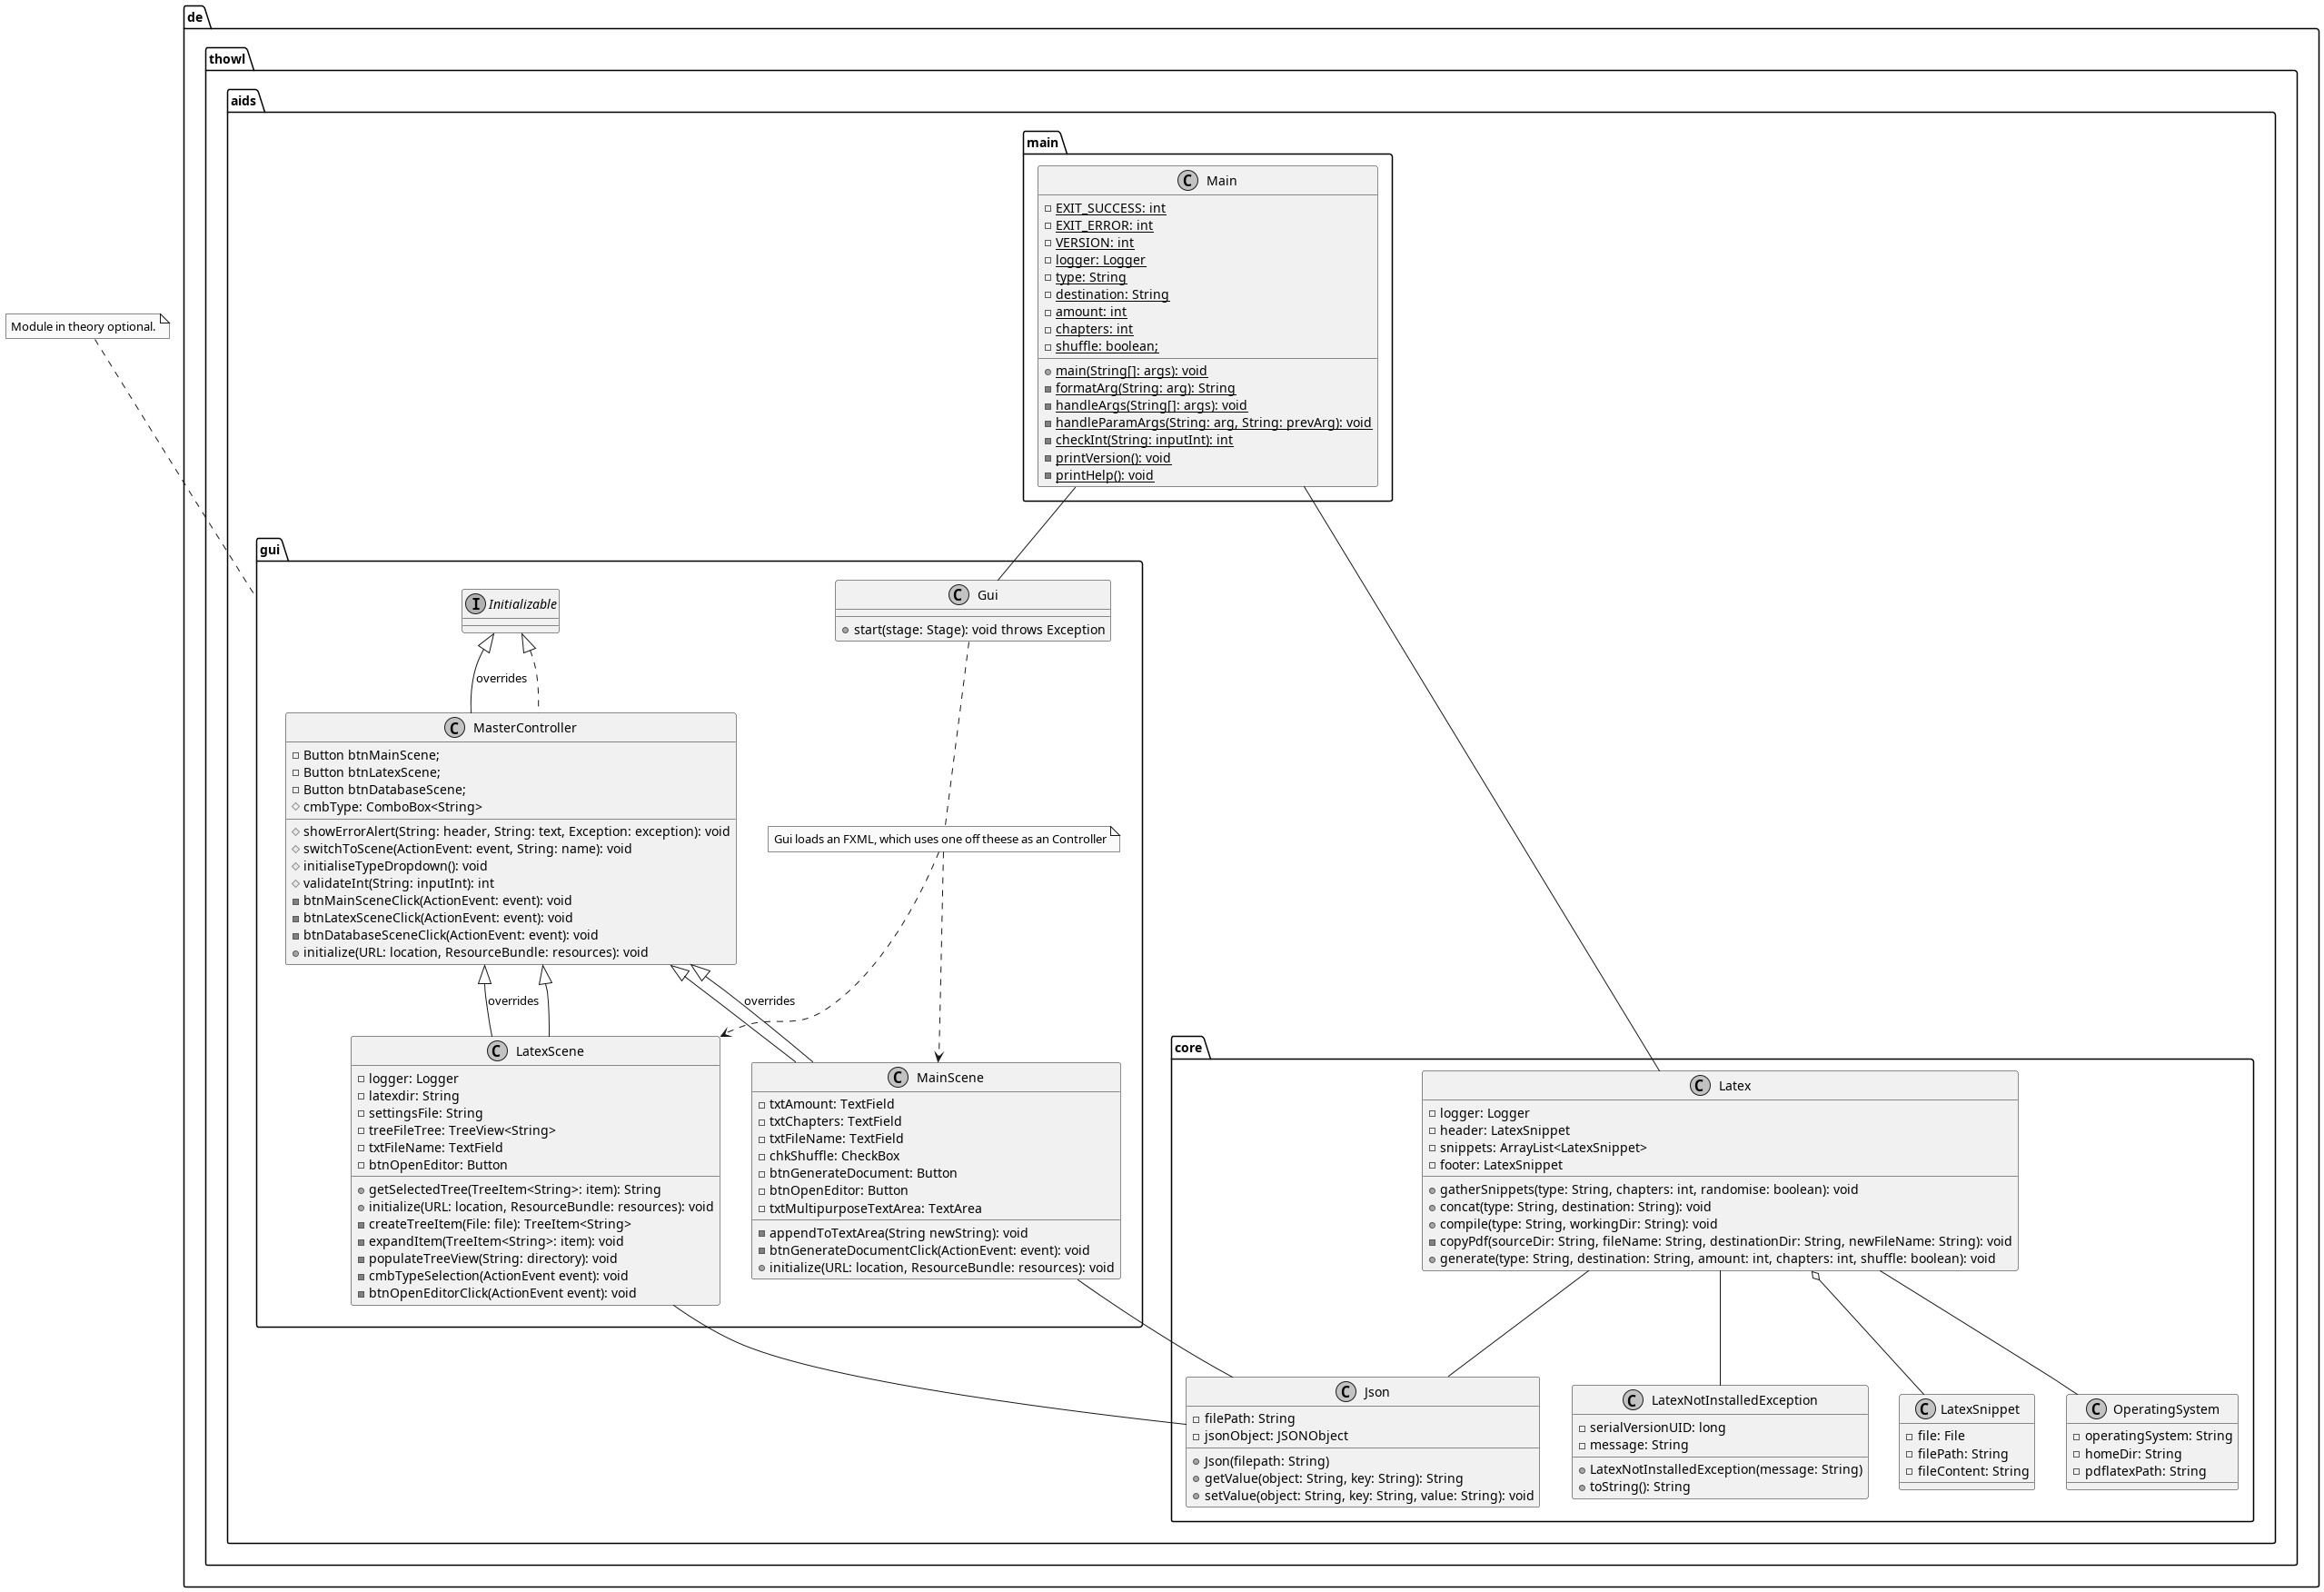 de
thowl
aids
main
C Main
EXIT_SUCCESS: int
EXIT_ERROR: int
VERSION: int
logger: Logger
type: String
destination: String
amount: int
chapters: int
shuffle: boolean;
main(String[]: args): void
formatArg(String: arg): String
handleArgs(String[]: args): void
handleParamArgs(String: arg, String: prevArg): void
checkInt(String: inputInt): int
printVersion(): void
printHelp(): void
Module in theory optional.
gui
I Initializable
C Gui
start(stage: Stage): void throws Exception
overrides
C MasterController
Button btnMainScene;
Button btnLatexScene;
Button btnDatabaseScene;
cmbType: ComboBox<String>
showErrorAlert(String: header, String: text, Exception: exception): void
switchToScene(ActionEvent: event, String: name): void
initialiseTypeDropdown(): void
validateInt(String: inputInt): int
btnMainSceneClick(ActionEvent: event): void
btnLatexSceneClick(ActionEvent: event): void
btnDatabaseSceneClick(ActionEvent: event): void
initialize(URL: location, ResourceBundle: resources): void
Gui loads an FXML, which uses one off theese as an Controller
overrides
overrides
C LatexScene
logger: Logger
latexdir: String
settingsFile: String
treeFileTree: TreeView<String>
txtFileName: TextField
btnOpenEditor: Button
getSelectedTree(TreeItem<String>: item): String
initialize(URL: location, ResourceBundle: resources): void
createTreeItem(File: file): TreeItem<String>
expandItem(TreeItem<String>: item): void
populateTreeView(String: directory): void
cmbTypeSelection(ActionEvent event): void
btnOpenEditorClick(ActionEvent event): void
C MainScene
txtAmount: TextField
txtChapters: TextField
txtFileName: TextField
chkShuffle: CheckBox
btnGenerateDocument: Button
btnOpenEditor: Button
txtMultipurposeTextArea: TextArea
appendToTextArea(String newString): void
btnGenerateDocumentClick(ActionEvent: event): void
initialize(URL: location, ResourceBundle: resources): void
core
C Latex
logger: Logger
header: LatexSnippet
snippets: ArrayList<LatexSnippet>
footer: LatexSnippet
gatherSnippets(type: String, chapters: int, randomise: boolean): void
concat(type: String, destination: String): void
compile(type: String, workingDir: String): void
copyPdf(sourceDir: String, fileName: String, destinationDir: String, newFileName: String): void
generate(type: String, destination: String, amount: int, chapters: int, shuffle: boolean): void
C Json
filePath: String
jsonObject: JSONObject
Json(filepath: String)
getValue(object: String, key: String): String
setValue(object: String, key: String, value: String): void
C LatexNotInstalledException
serialVersionUID: long
message: String
LatexNotInstalledException(message: String)
toString(): String
C LatexSnippet
file: File
filePath: String
fileContent: String
C OperatingSystem
operatingSystem: String
homeDir: String
pdflatexPath: String